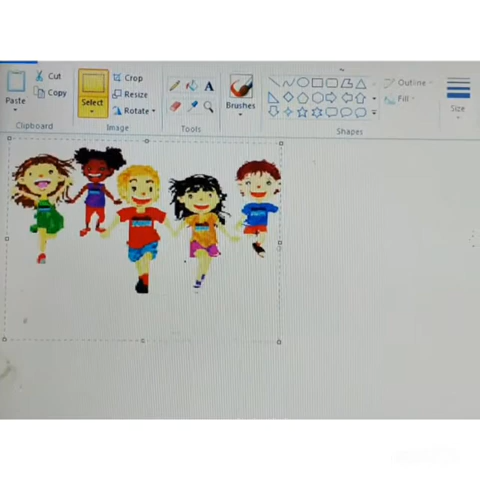 Paste
Cut
Copy
Clipboard
Select
Crop
Resize
Rotate
Image
A
Tools
Brushes
Shapes
Outline
Fill
Size